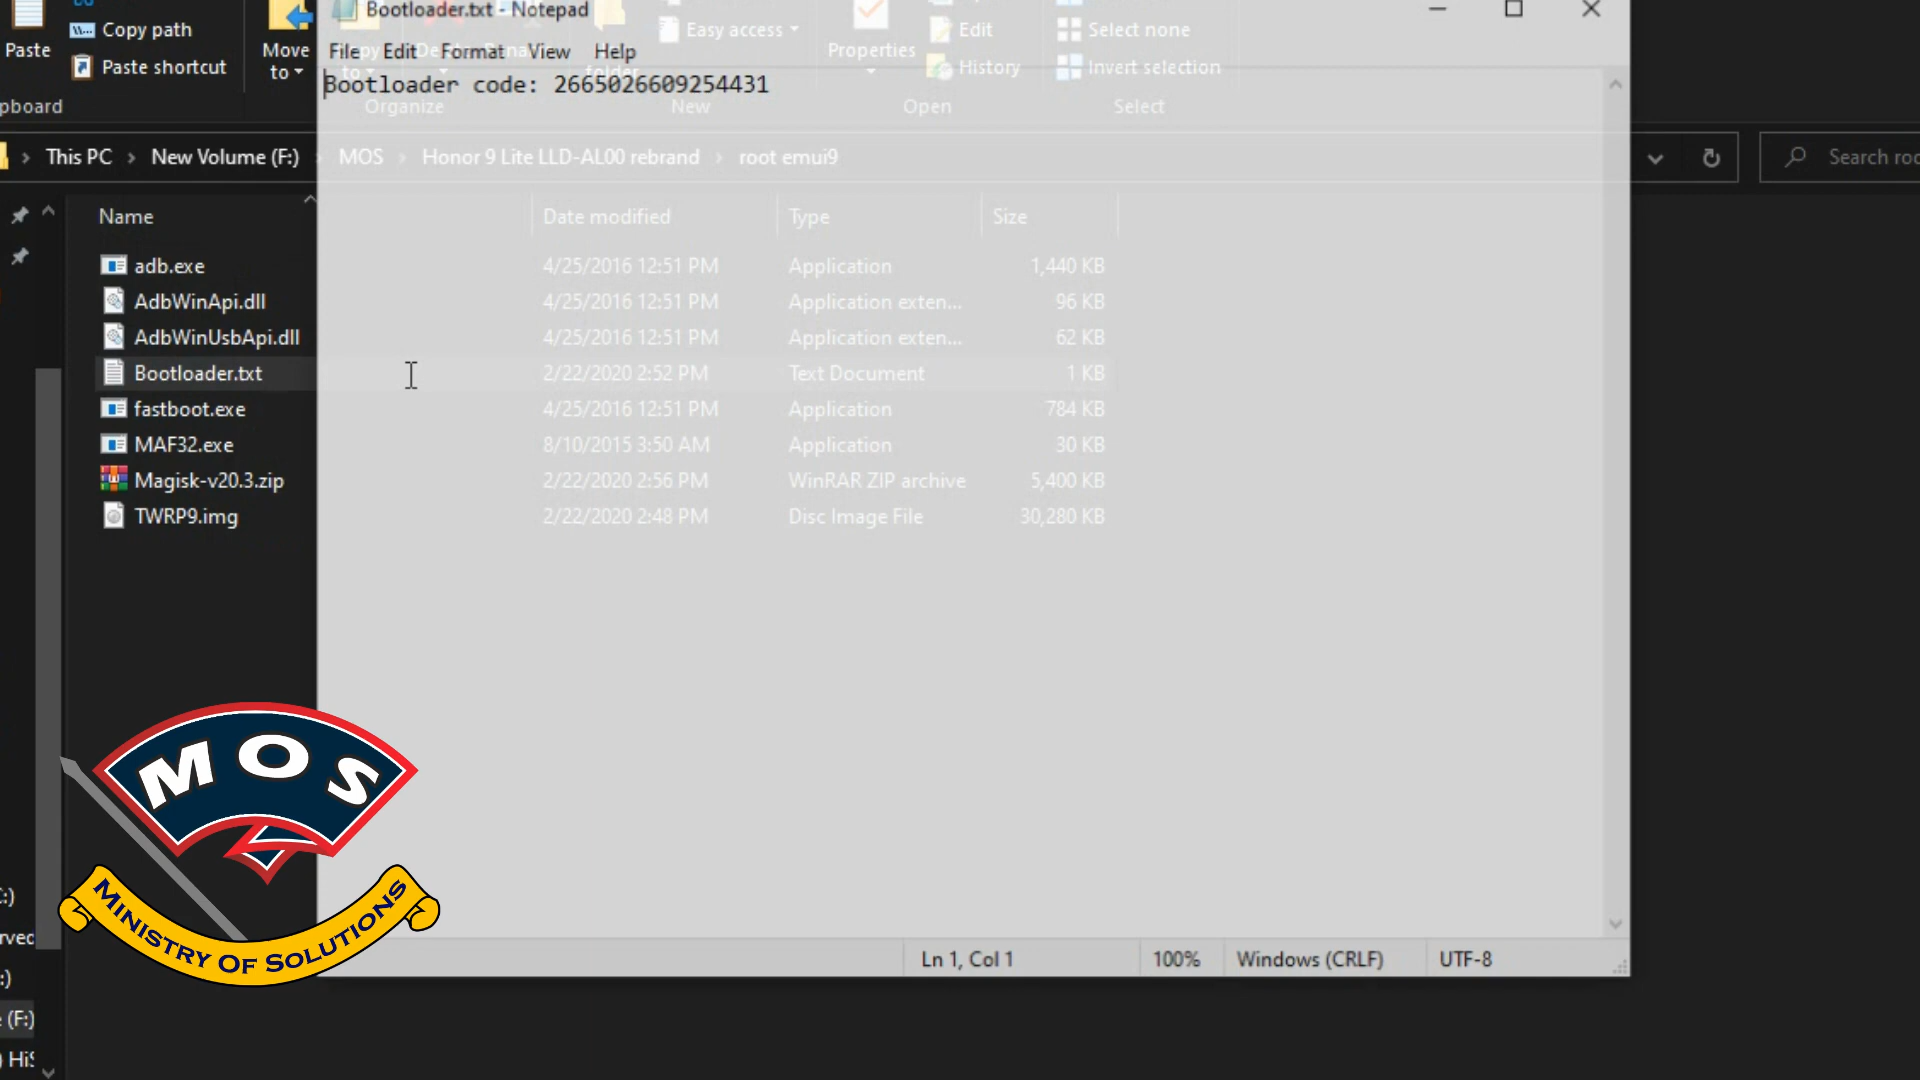 Bootloader.txt - Notepad
Paste
Copy path
Paste shortcut
Move
to
File Edit Format View Help
Easy access
Properties
Edit
History
Select none
Invert selection
Bootloader code: 2665026609254431
pboard
Organize
New
Open
Select
This PC > New Volume (F:) > MOS > Honor 9 Lite LLD-AL00 rebrand > root emui9
Search roo
Name Date modified Type Size
adb.exe 4/25/2016 12:51 PM Application 1,440 KB
AdbWinApi.dll 4/25/2016 12:51 PM Application exten... 96 KB
AdbWinUsbApi.dll 4/25/2016 12:51 PM Application exten... 62 KB
Bootloader.txt 2/22/2020 2:52 PM Text Document 1 KB
fastboot.exe 4/25/2016 12:51 PM Application 784 KB
MAF32.exe 8/10/2015 3:50 AM Application 30 KB
Magisk-v20.3.zip 2/22/2020 2:56 PM WinRAR ZIP archive 5,400 KB
TWRP9.img 2/22/2020 2:48 PM Disc Image File 30,280 KB
MOS
MINISTRY OF SOLUTIONS
:)
rved
:)
(F:)
) HiS
Ln 1, Col 1 100% Windows (CRLF) UTF-8